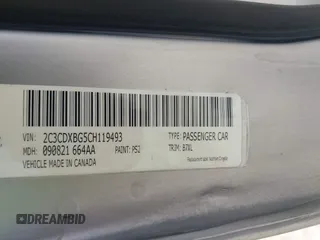 VIN: 2C3CDXBG5CH119493 TYPE: PASSENGER CAR
MDH: 090821 664AA PAINT: PS2 TRIM: B7XL
VEHICLE MADE IN CANADA
DREAMBID